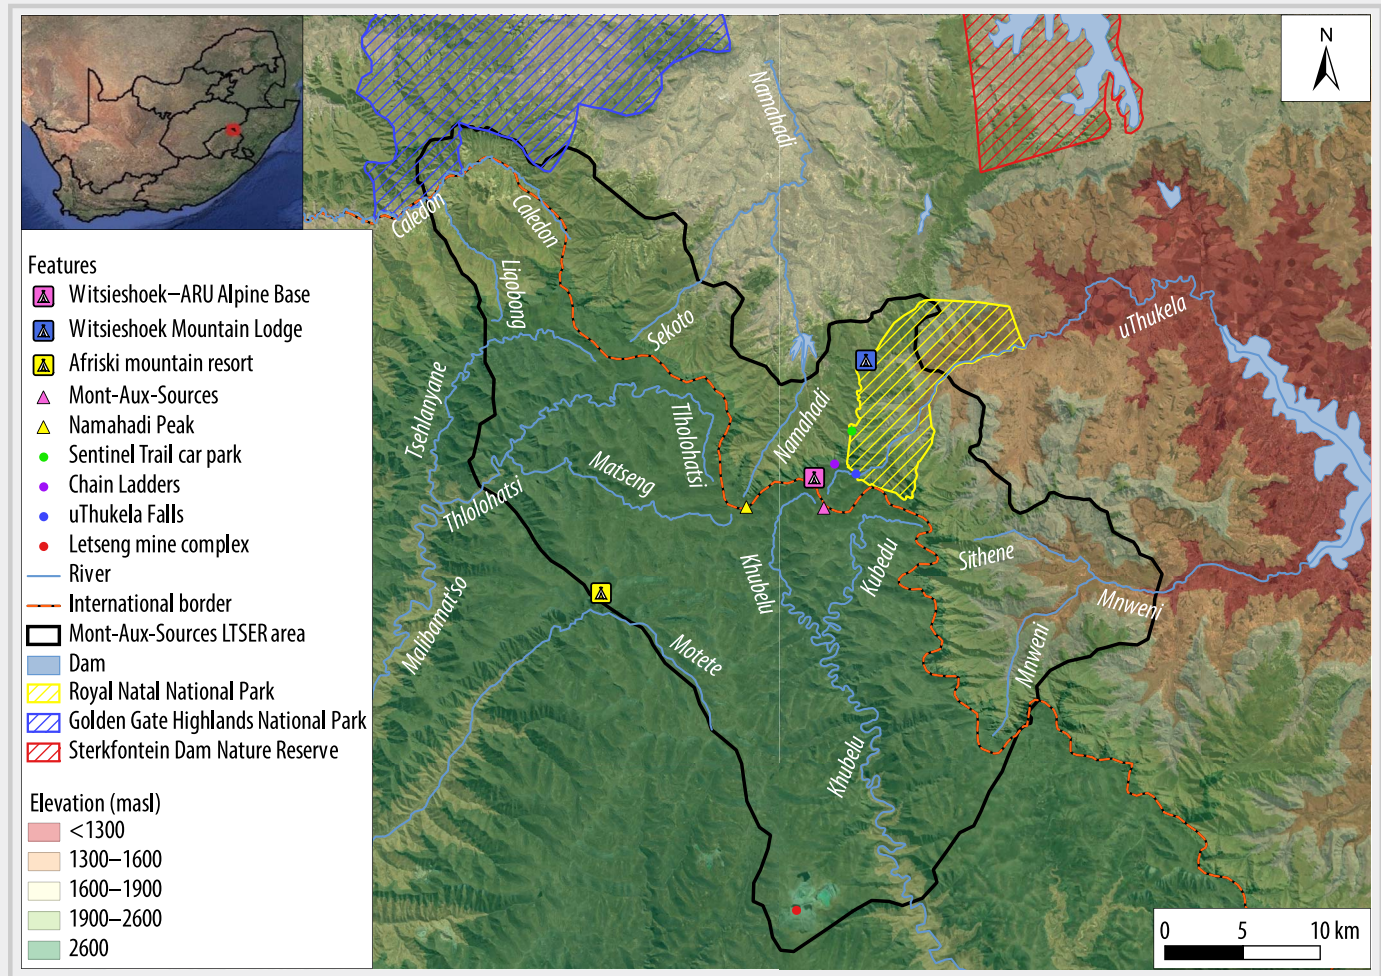 N
Namahadi
Caledon
Caledon
Liqobong
Sekoto
uThukela
Features
Witsieshoek–ARU Alpine Base
Witsieshoek Mountain Lodge
Afriski mountain resort
Mont-Aux-Sources
Namahadi Peak
Sentinel Trail car park
Chain Ladders
uThukela Falls
Letseng mine complex
River
International border
Mont-Aux-Sources LTSER area
Dam
Royal Natal National Park
Golden Gate Highlands National Park
Sterkfontein Dam Nature Reserve
Elevation (masl)
<1300
1300–1600
1600–1900
1900–2600
2600
Tsehlanyane
Tlholohatsi
Namahadi
Matseng
Thlolohatsi
Khubelu
Kubedu
Sithene
Mnweni
Mnweni
Malibamat'so
Motete
Khubelu
0 5 10 km